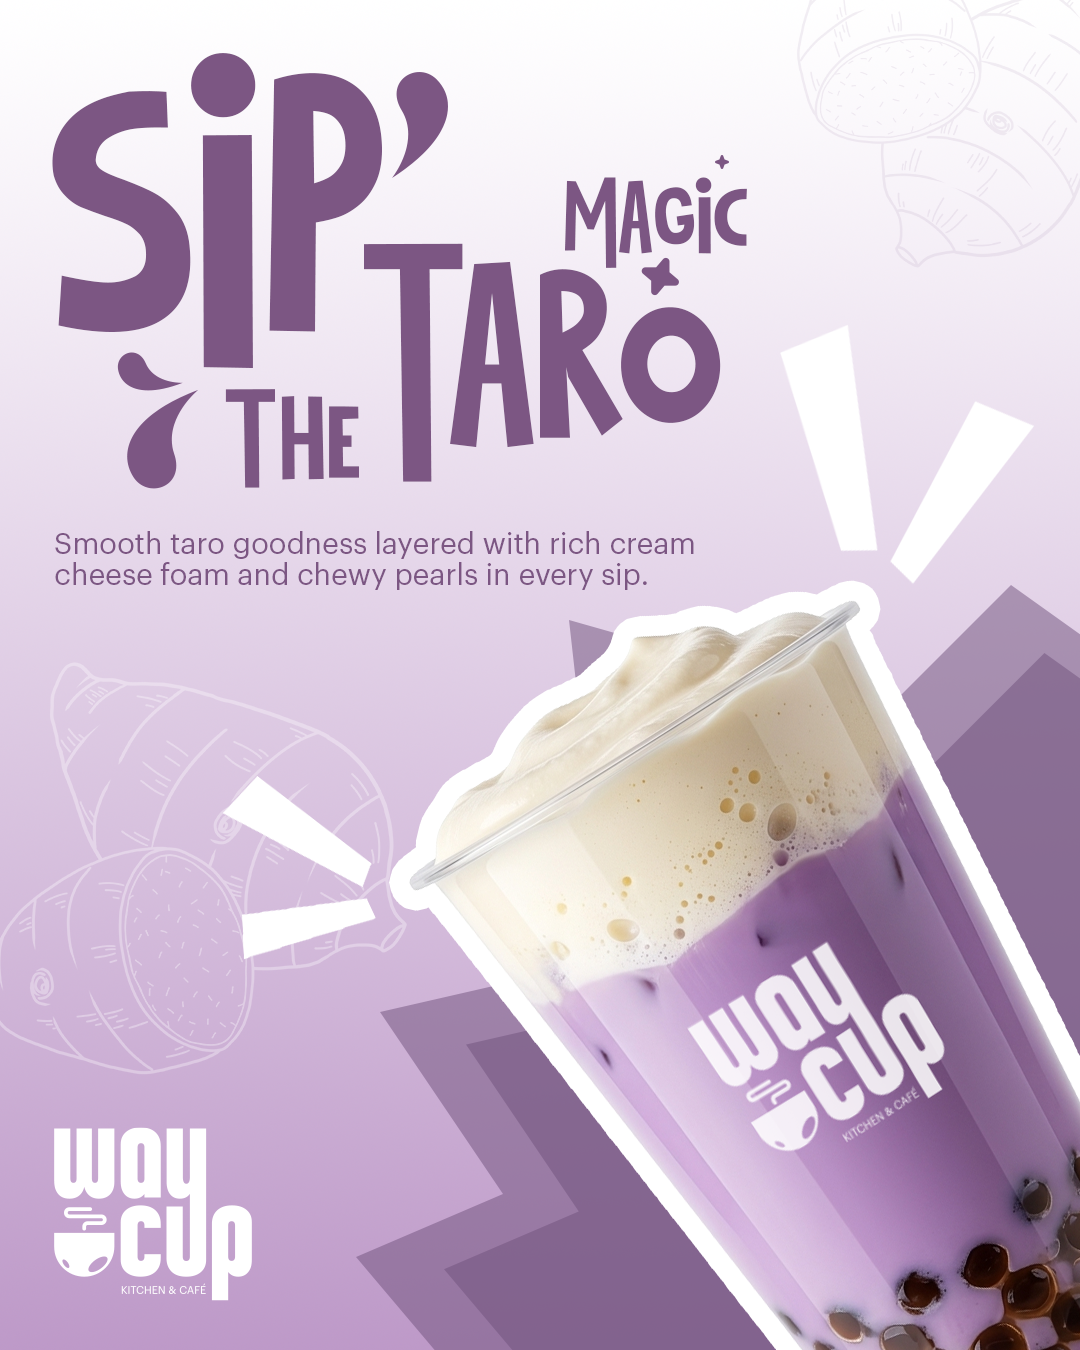 SiP'
THE TARO MAGiC
Smooth taro goodness layered with rich cream
cheese foam and chewy pearls in every sip.
way
cup
KITCHEN & CAFÉ
way
cup
KITCHEN & CAFÉ